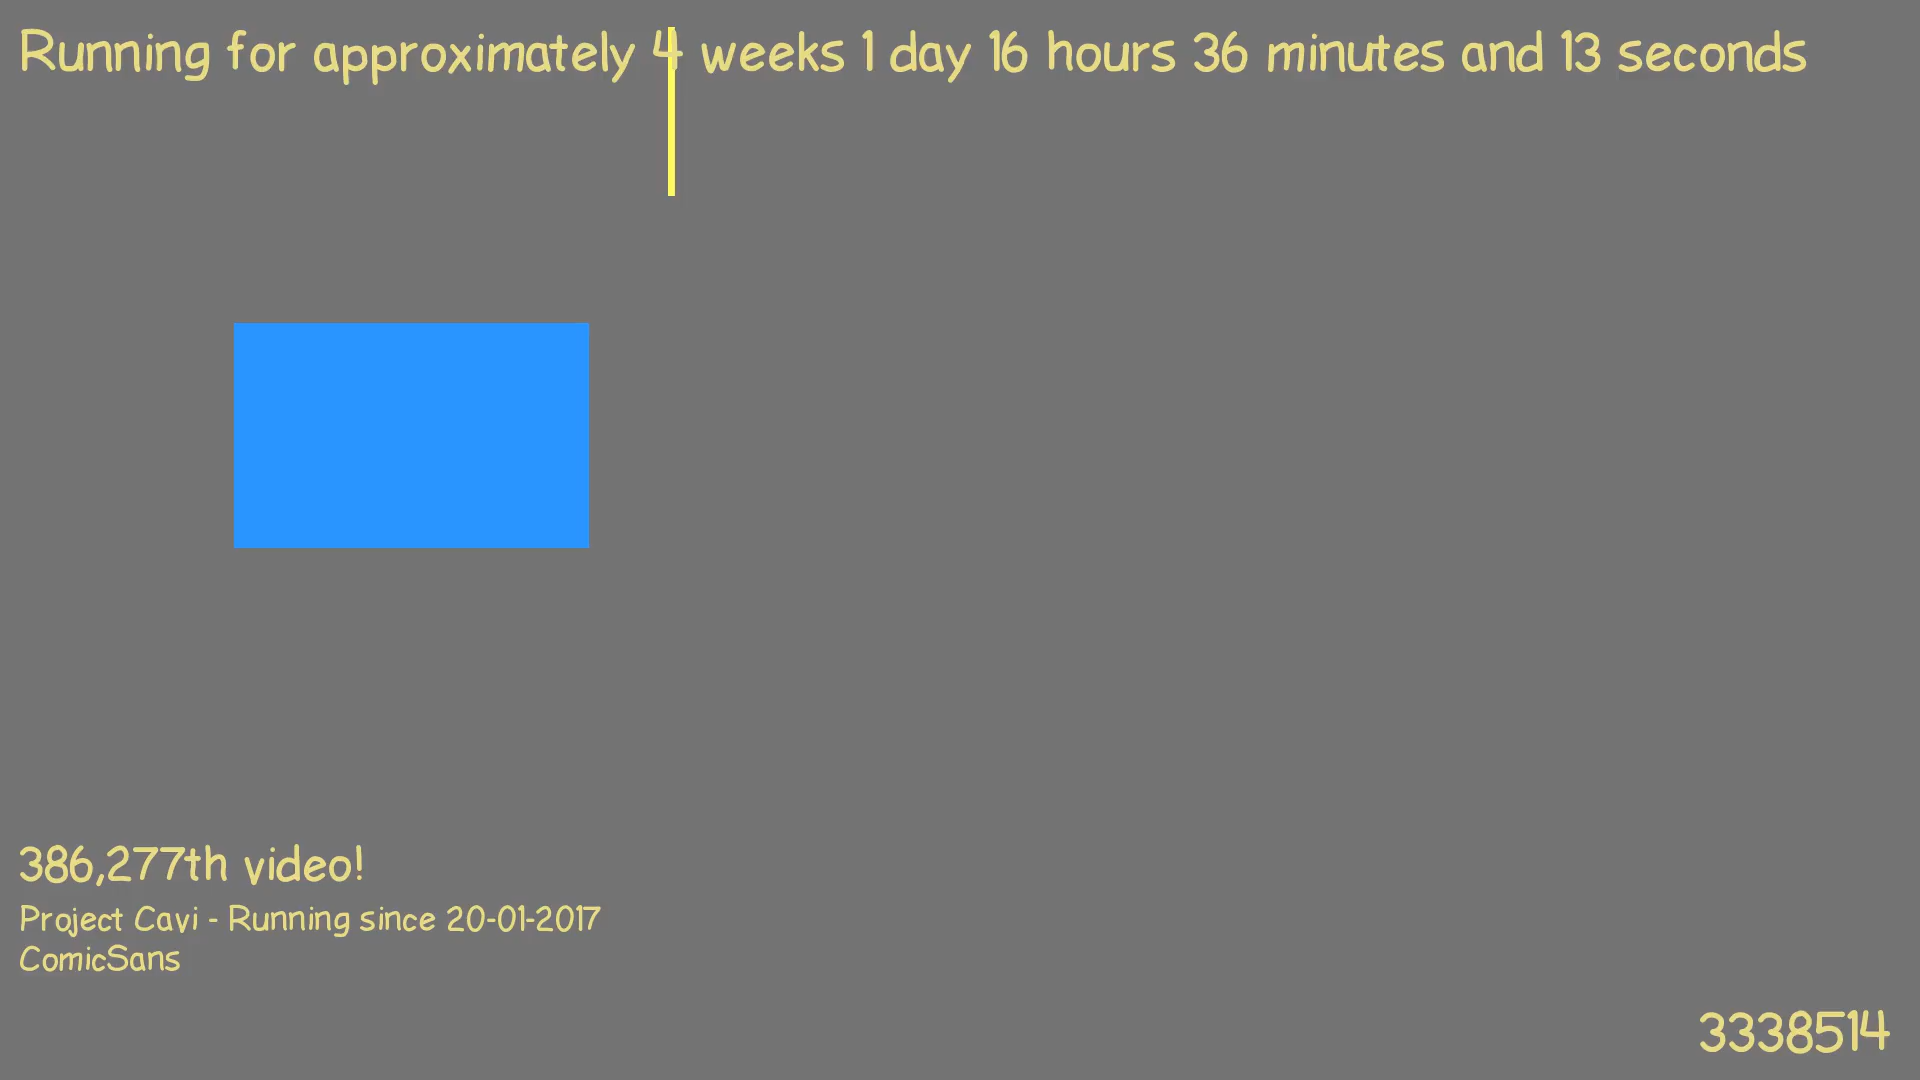 Running for approximately 4 weeks 1 day 16 hours 36 minutes and 13 seconds
386,277th video!
Project Cavi - Running since 20-01-2017
ComicSans
3338514